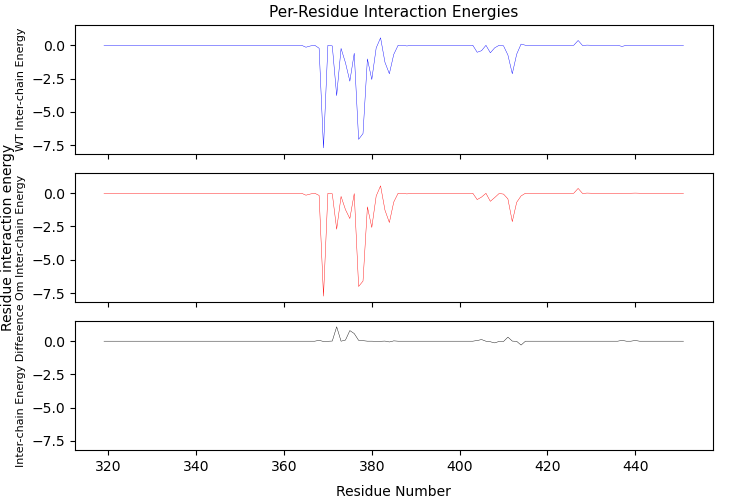 Per-Residue Interaction Energies
Residue interaction energy
WT Inter-chain Energy
0.0
−2.5
−5.0
−7.5
Om Inter-chain Energy
0.0
−2.5
−5.0
−7.5
Inter-chain Energy Difference
0.0
−2.5
−5.0
−7.5
320 340 360 380 400 420 440
Residue Number